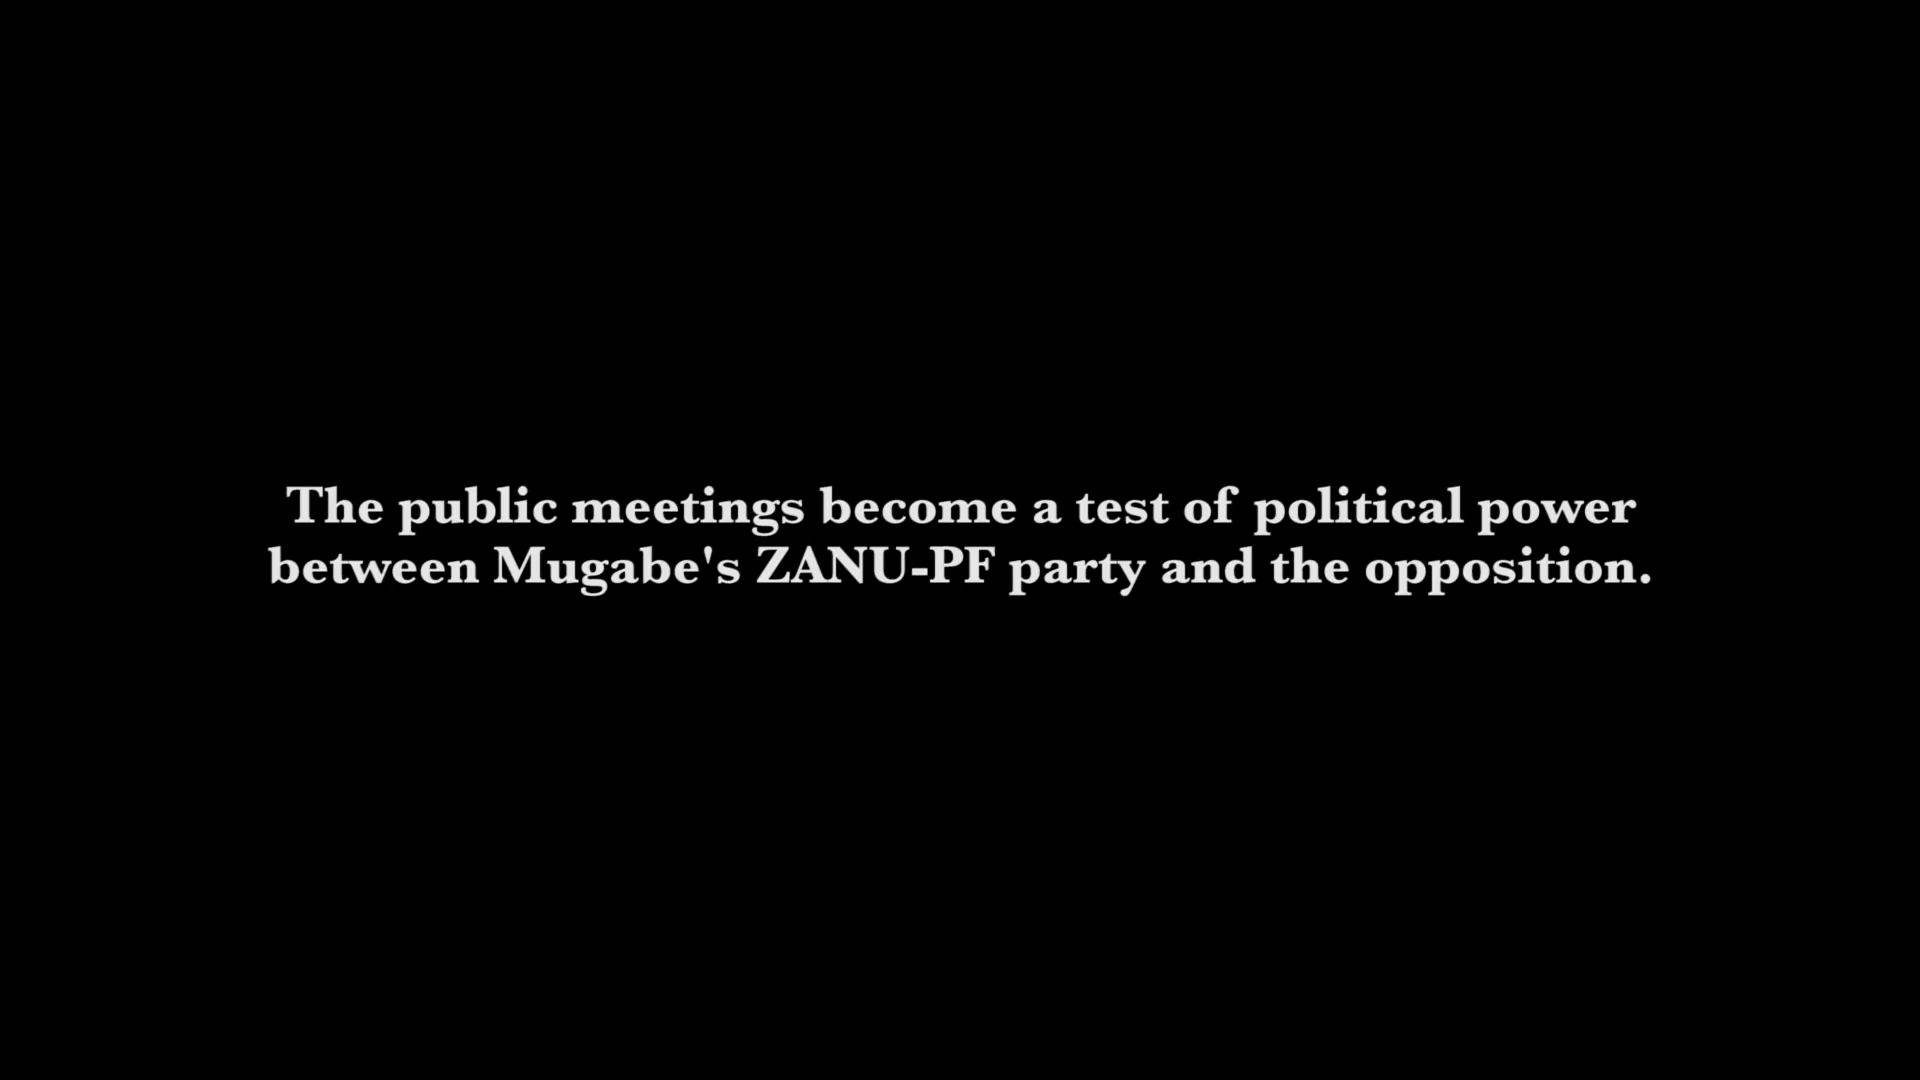 The public meetings become a test of political power
between Mugabe's ZANU-PF party and the opposition.